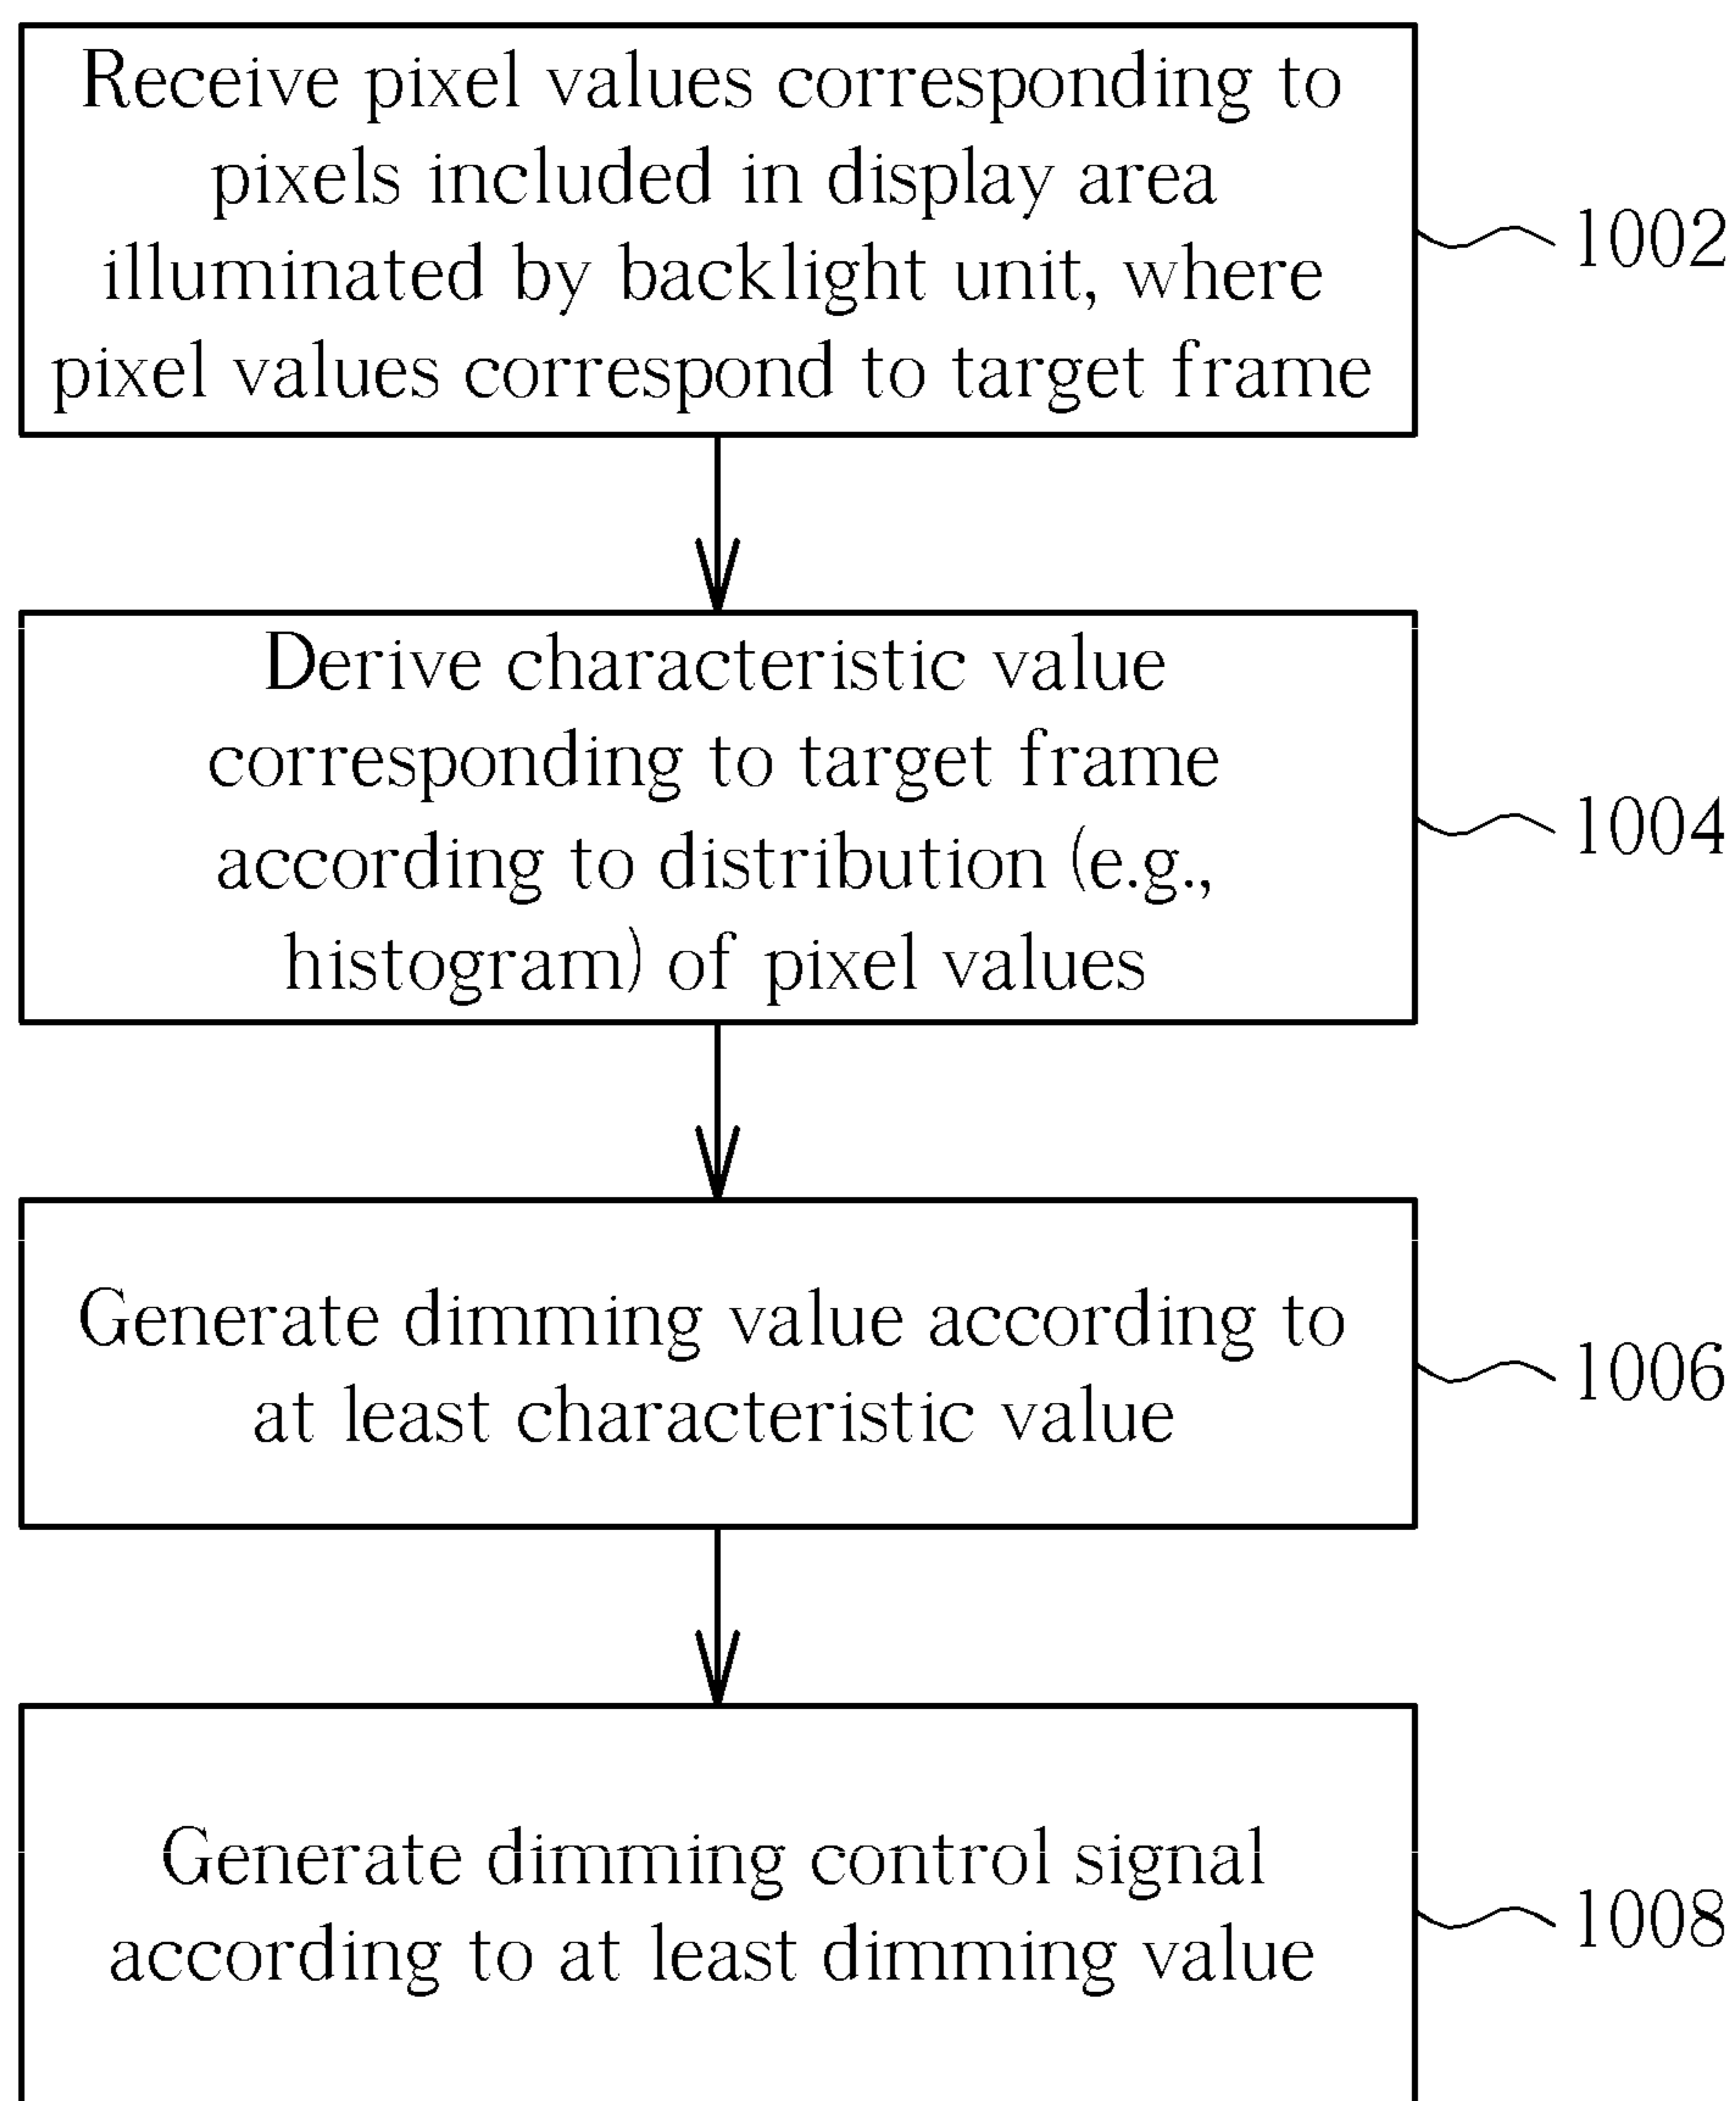 Receive pixel values corresponding to
pixels included in display area
illuminated by backlight unit, where
pixel values correspond to target frame
1002
Derive characteristic value
corresponding to target frame
according to distribution (e.g.,
histogram) of pixel values
1004
Generate dimming value according to
at least characteristic value
1006
Generate dimming control signal
according to at least dimming value
1008